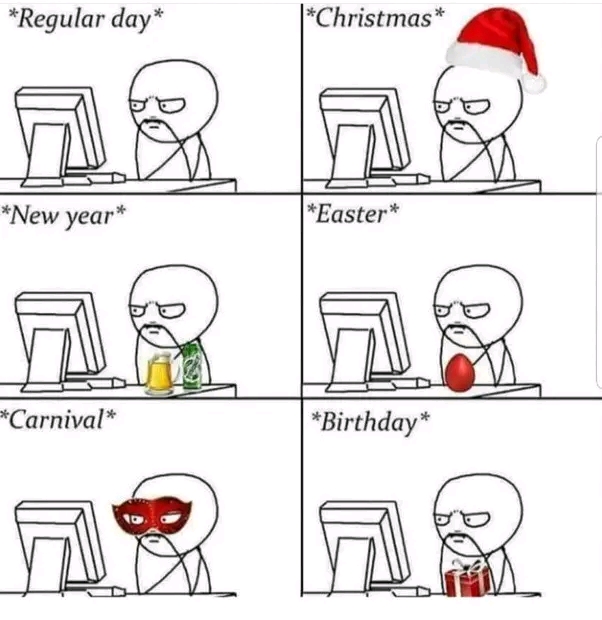 *Regular day*
*Christmas*
*New year*
*Easter*
*Carnival*
*Birthday*